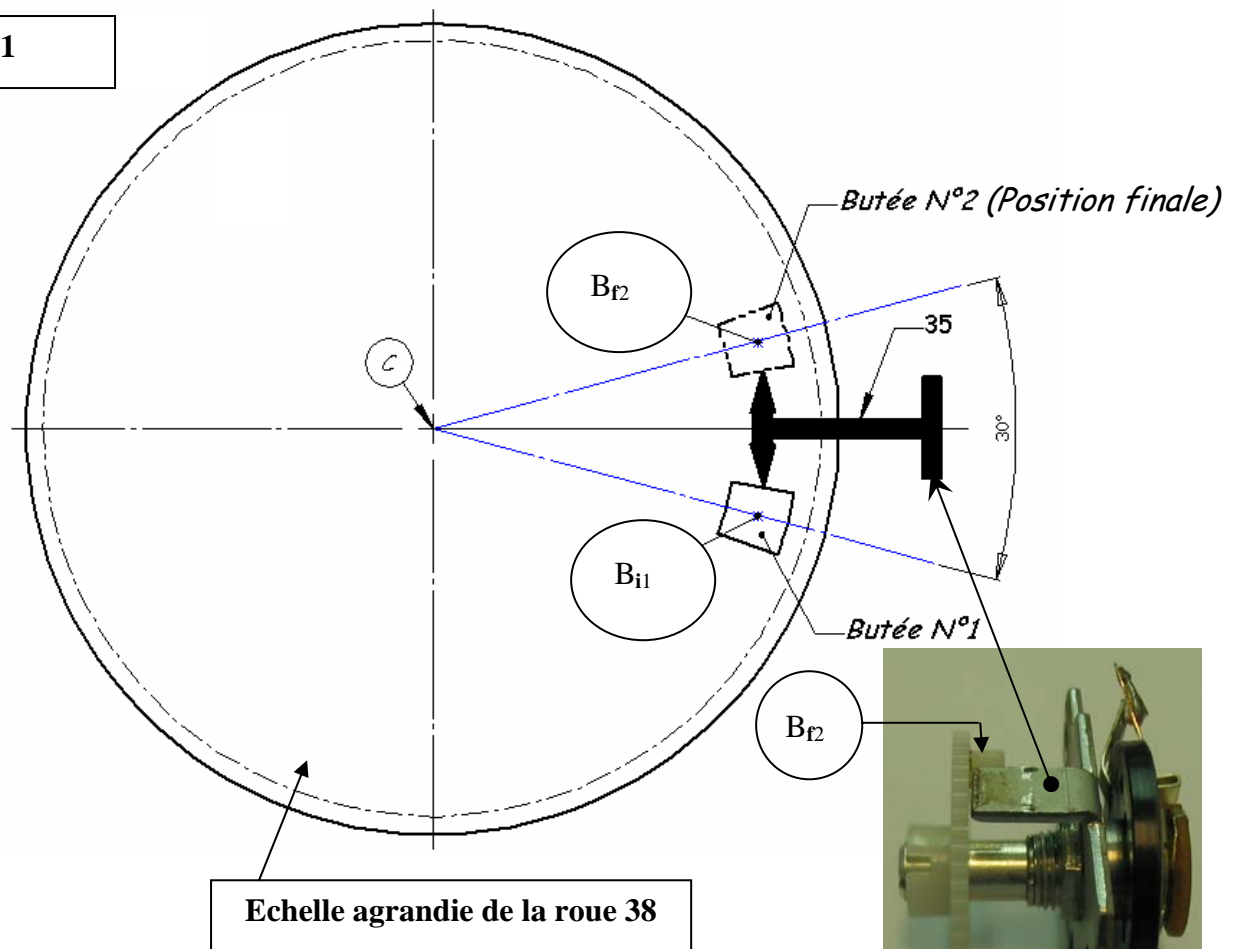 1
Butée N°2 (Position finale)
Bf2
35
C
30°
Bi1
Butée N°1
Bf2
Echelle agrandie de la roue 38